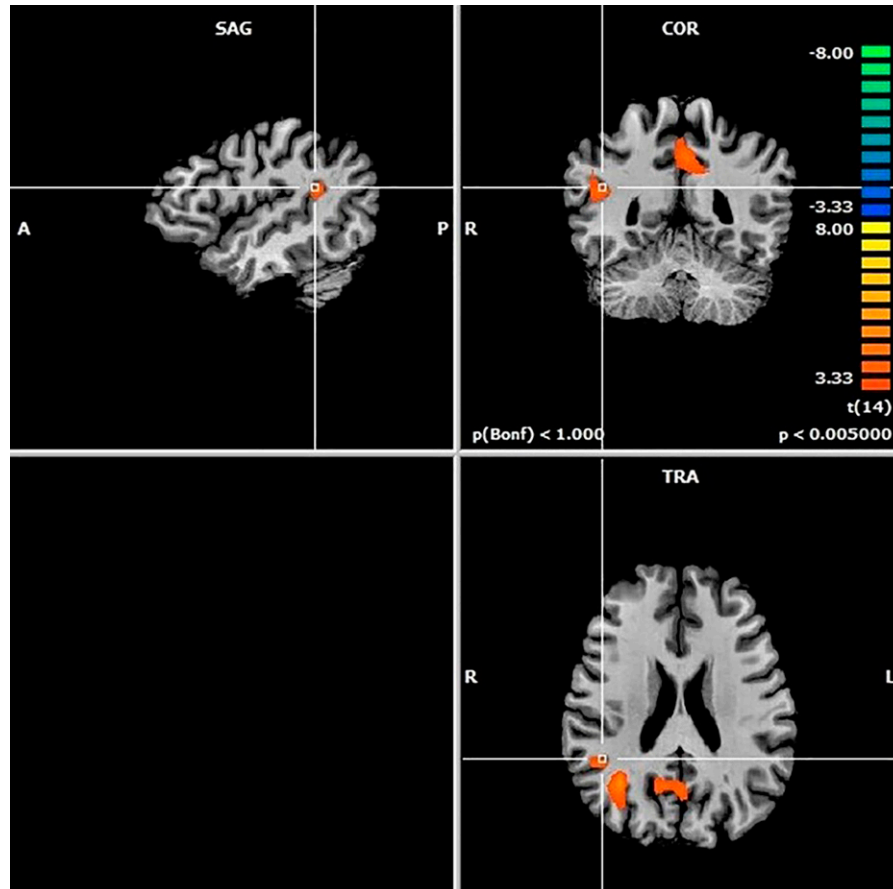 SAG
A
P
COR
R
-8.00
-3.33
8.00
3.33
t(14)
p(Bonf) < 1.000
p < 0.005000
TRA
R
L